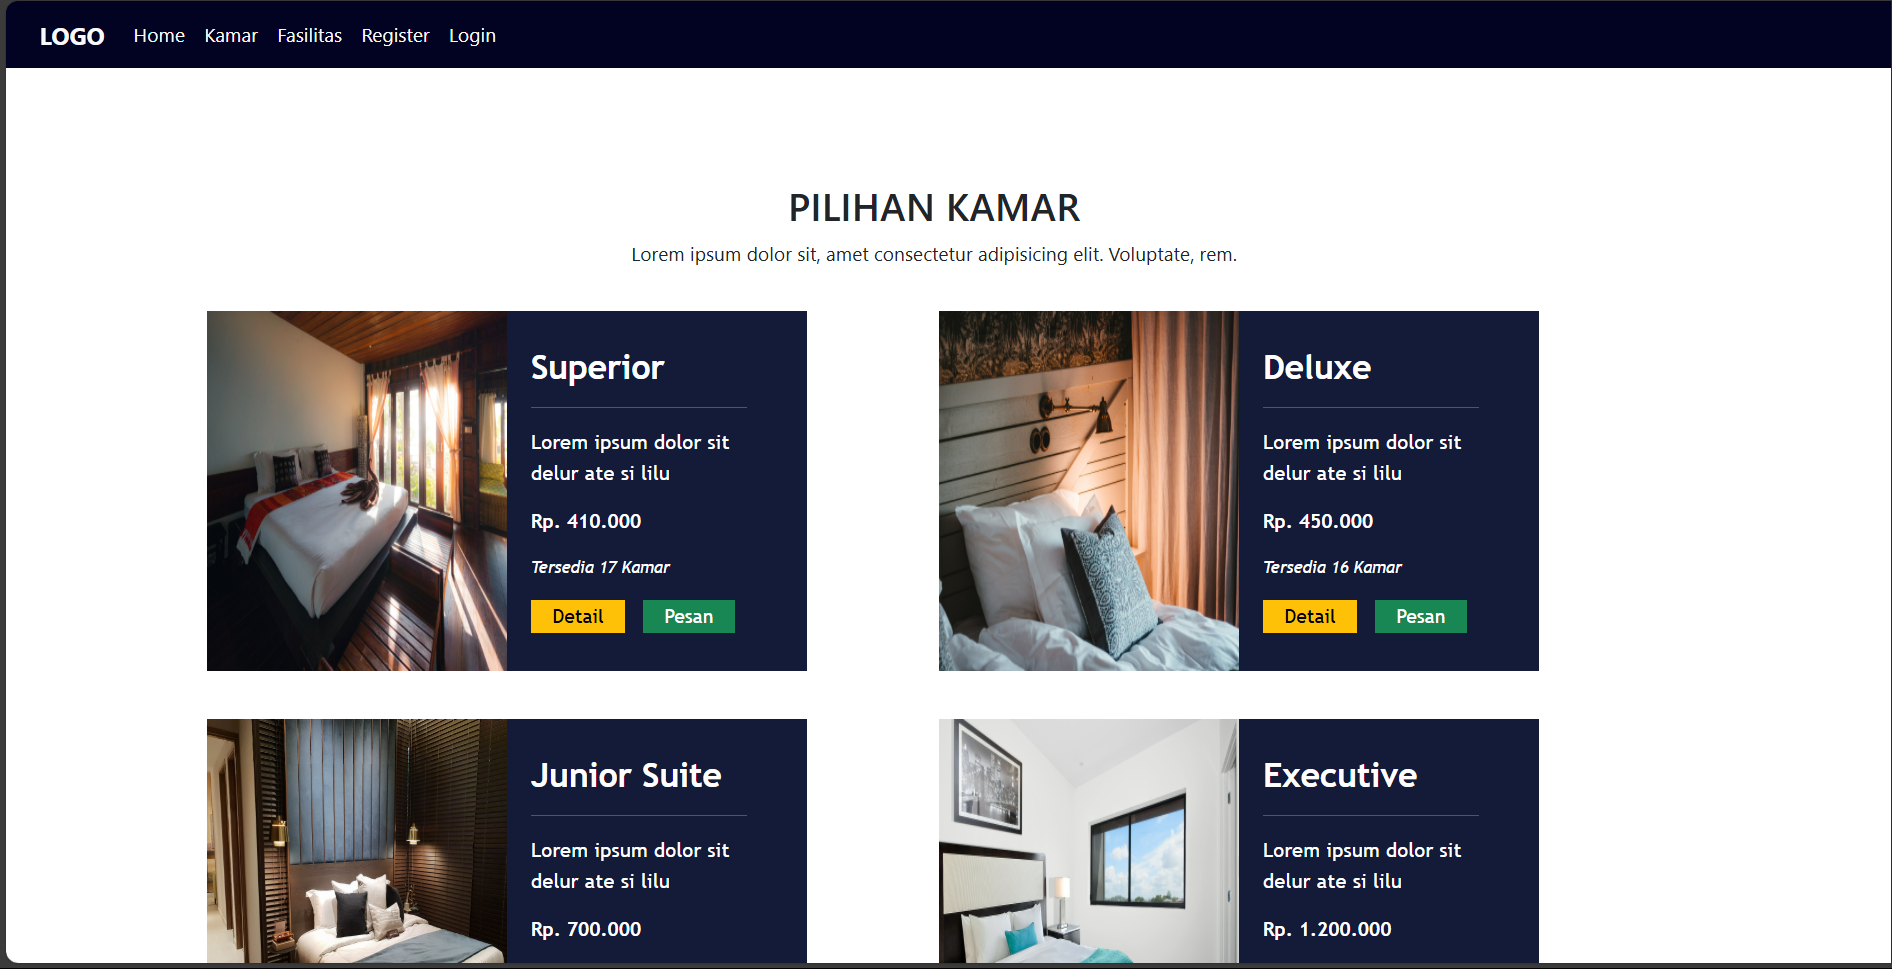 LOGO Home Kamar Fasilitas Register Login
PILIHAN KAMAR
Lorem ipsum dolor sit, amet consectetur adipisicing elit. Voluptate, rem.
Superior
Lorem ipsum dolor sit
delur ate si lilu
Rp. 410.000
Tersedia 17 Kamar
Detail Pesan
Deluxe
Lorem ipsum dolor sit
delur ate si lilu
Rp. 450.000
Tersedia 16 Kamar
Detail Pesan
Junior Suite
Lorem ipsum dolor sit
delur ate si lilu
Rp. 700.000
Executive
Lorem ipsum dolor sit
delur ate si lilu
Rp. 1.200.000